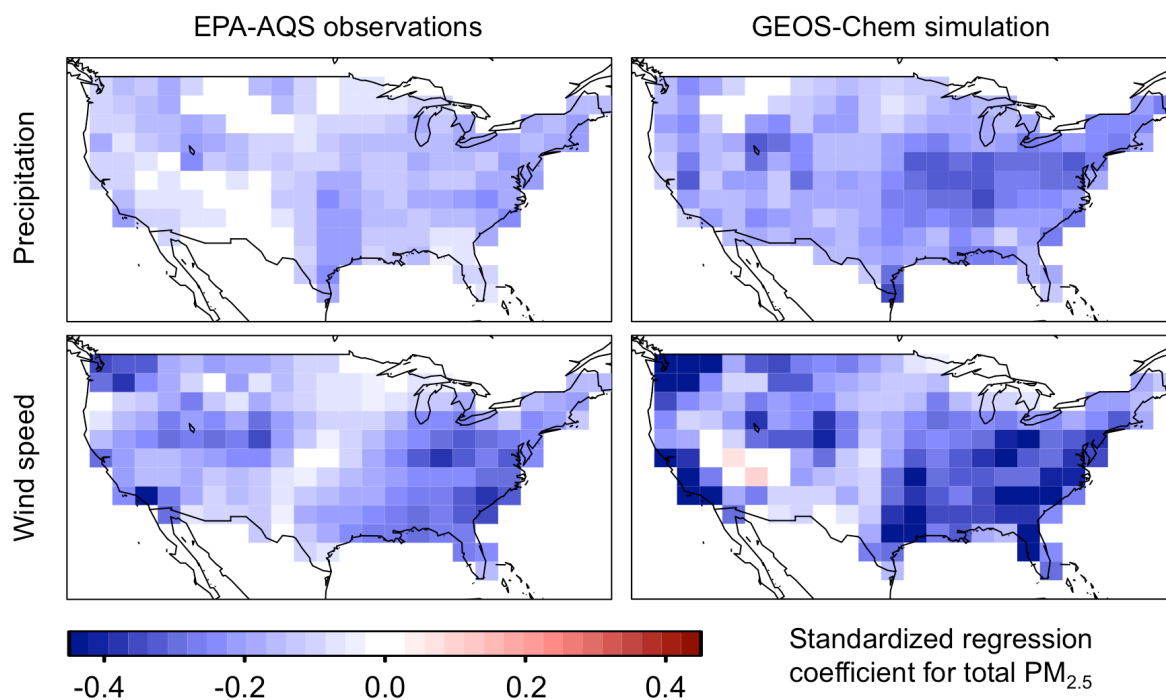 EPA-AQS observations
GEOS-Chem simulation
Precipitation
Wind speed
-0.4 -0.2 0.0 0.2 0.4
Standardized regression
coefficient for total PM₂.₅